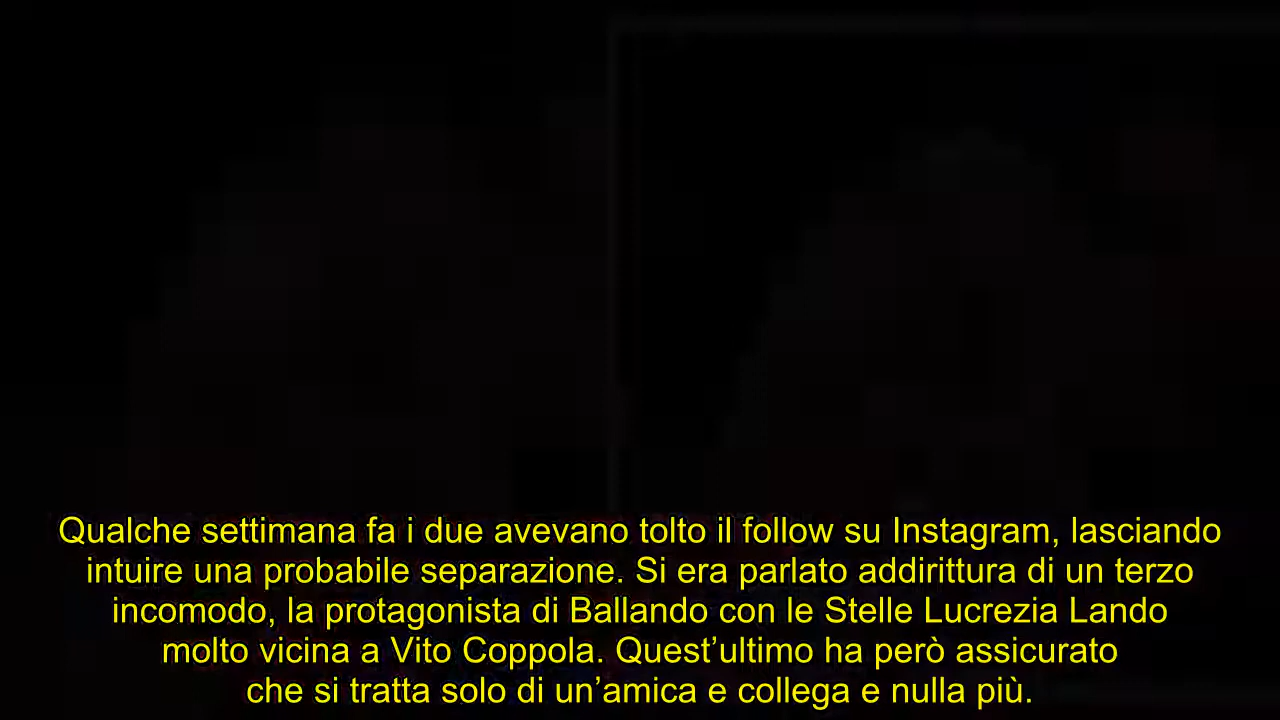 Qualche settimana fa i due avevano tolto il follow su Instagram, lasciando
intuire una probabile separazione. Si era parlato addirittura di un terzo
incomodo, la protagonista di Ballando con le Stelle Lucrezia Lando
molto vicina a Vito Coppola. Quest’ultimo ha però assicurato
che si tratta solo di un’amica e collega e nulla più.